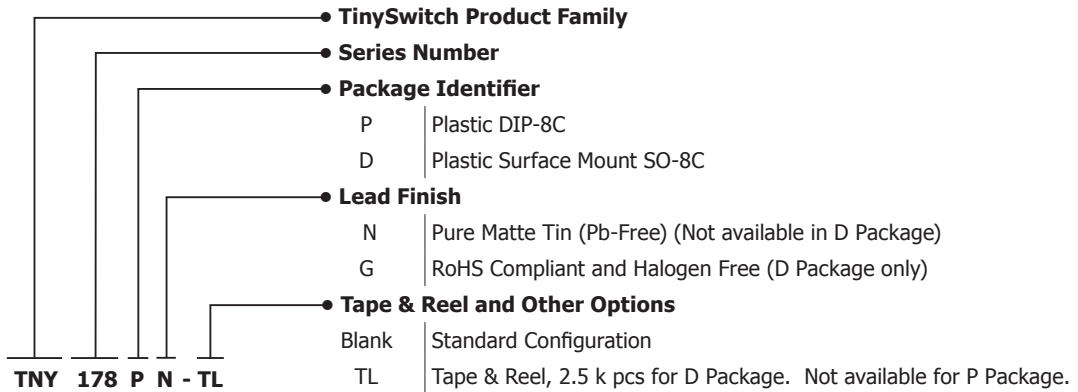 TinySwitch Product Family
Series Number
Package Identifier
P Plastic DIP-8C
D Plastic Surface Mount SO-8C
Lead Finish
N Pure Matte Tin (Pb-Free) (Not available in D Package)
G RoHS Compliant and Halogen Free (D Package only)
Tape & Reel and Other Options
Blank Standard Configuration
TL Tape & Reel, 2.5 k pcs for D Package. Not available for P Package.
TNY 178 P N - TL